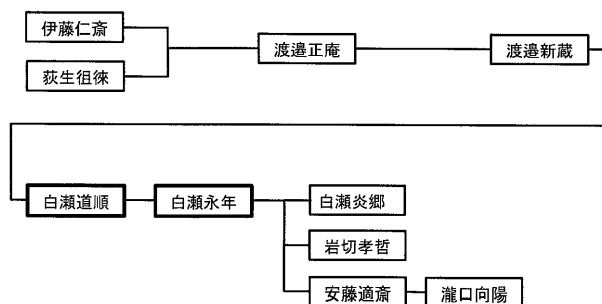 伊藤仁斎
荻生徂徠
渡邉正庵
渡邉新蔵
白瀬道順
白瀬永年
白瀬炎郷
岩切孝哲
安藤適斎
瀧口向陽